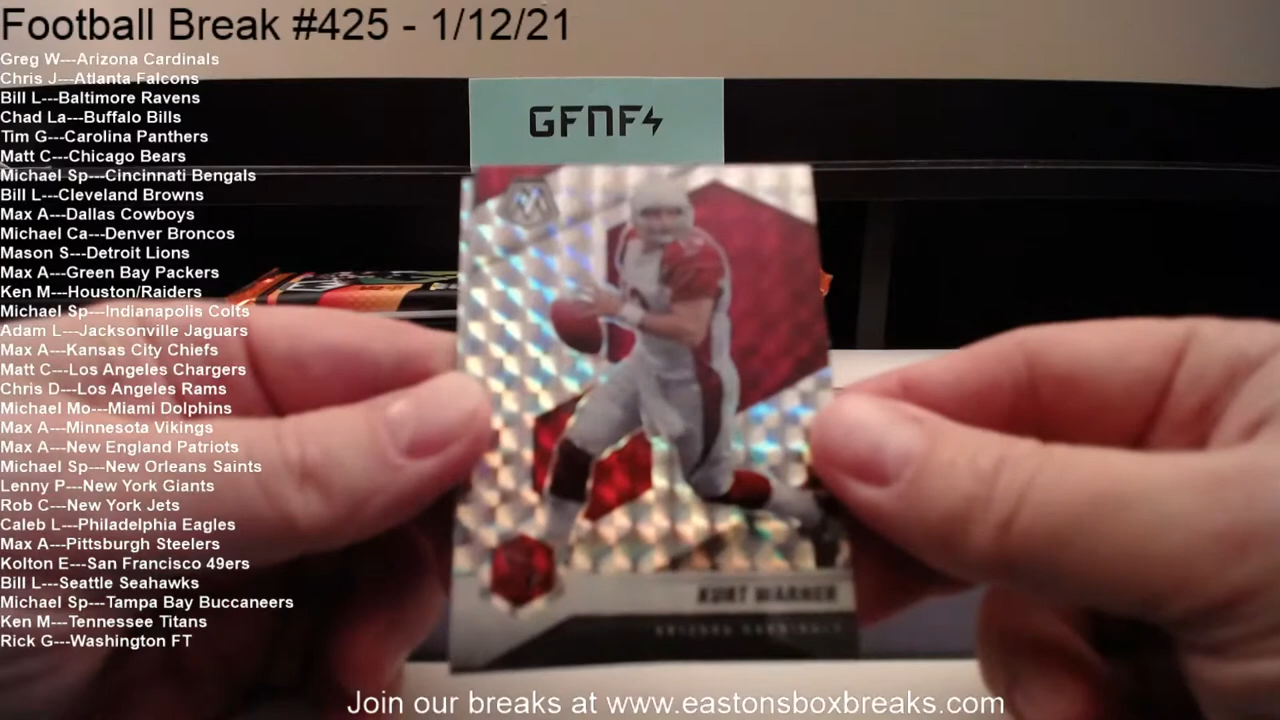 Football Break #425 - 1/12/21
Greg W---Arizona Cardinals
Chris J---Atlanta Falcons
Bill L---Baltimore Ravens
Chad La---Buffalo Bills
Tim G---Carolina Panthers
Matt C---Chicago Bears
Michael Sp---Cincinnati Bengals
Bill L---Cleveland Browns
Max A---Dallas Cowboys
Michael Ca---Denver Broncos
Mason S---Detroit Lions
Max A---Green Bay Packers
Ken M---Houston/Raiders
Michael Sp---Indianapolis Colts
Adam L---Jacksonville Jaguars
Max A---Kansas City Chiefs
Matt C---Los Angeles Chargers
Chris D---Los Angeles Rams
Michael Mo---Miami Dolphins
Max A---Minnesota Vikings
Max A---New England Patriots
Michael Sp---New Orleans Saints
Lenny P---New York Giants
Rob C---New York Jets
Caleb L---Philadelphia Eagles
Max A---Pittsburgh Steelers
Kolton E---San Francisco 49ers
Bill L---Seattle Seahawks
Michael Sp---Tampa Bay Buccaneers
Ken M---Tennessee Titans
Rick G---Washington FT
GFNF
M
KURT WARNER
ARIZONA CARDINALS
Join our breaks at www.eastonsboxbreaks.com